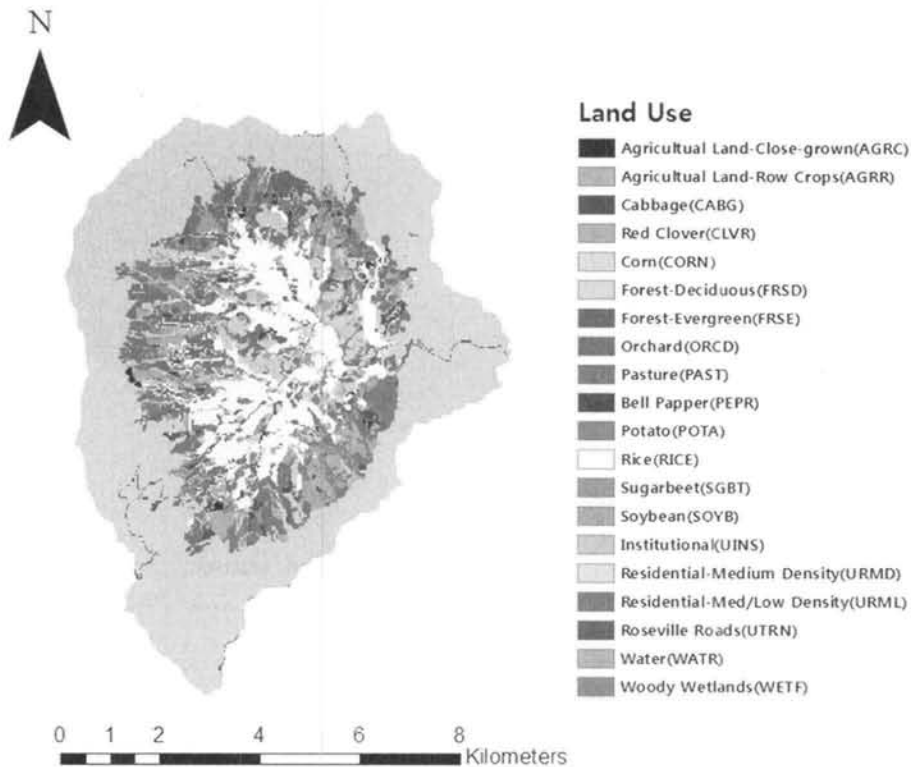 N
Land Use
Agricultual Land-Close-grown(AGRC)
Agricultual Land-Row Crops(AGRR)
Cabbage(CABG)
Red Clover(CLVR)
Corn(CORN)
Forest-Deciduous(FRSD)
Forest-Evergreen(FRSE)
Orchard(ORCD)
Pasture(PAST)
Bell Papper(PEPR)
Potato(POTA)
Rice(RICE)
Sugarbeet(SGBT)
Soybean(SOYB)
Institutional(UINS)
Residential-Medium Density(URMD)
Residential-Med/Low Density(URML)
Roseville Roads(UTRN)
Water(WATR)
Woody Wetlands(WETF)
0 1 2 4 6 8
Kilometers